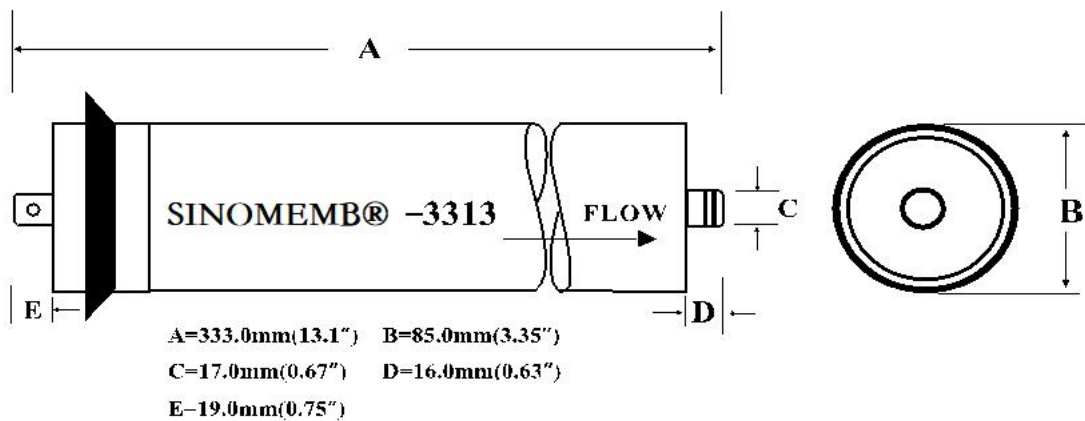 A
SINOMEMB® -3313
FLOW
C
B
E
D
A=333.0mm(13.1″) B=85.0mm(3.35″)
C=17.0mm(0.67″) D=16.0mm(0.63″)
E=19.0mm(0.75″)